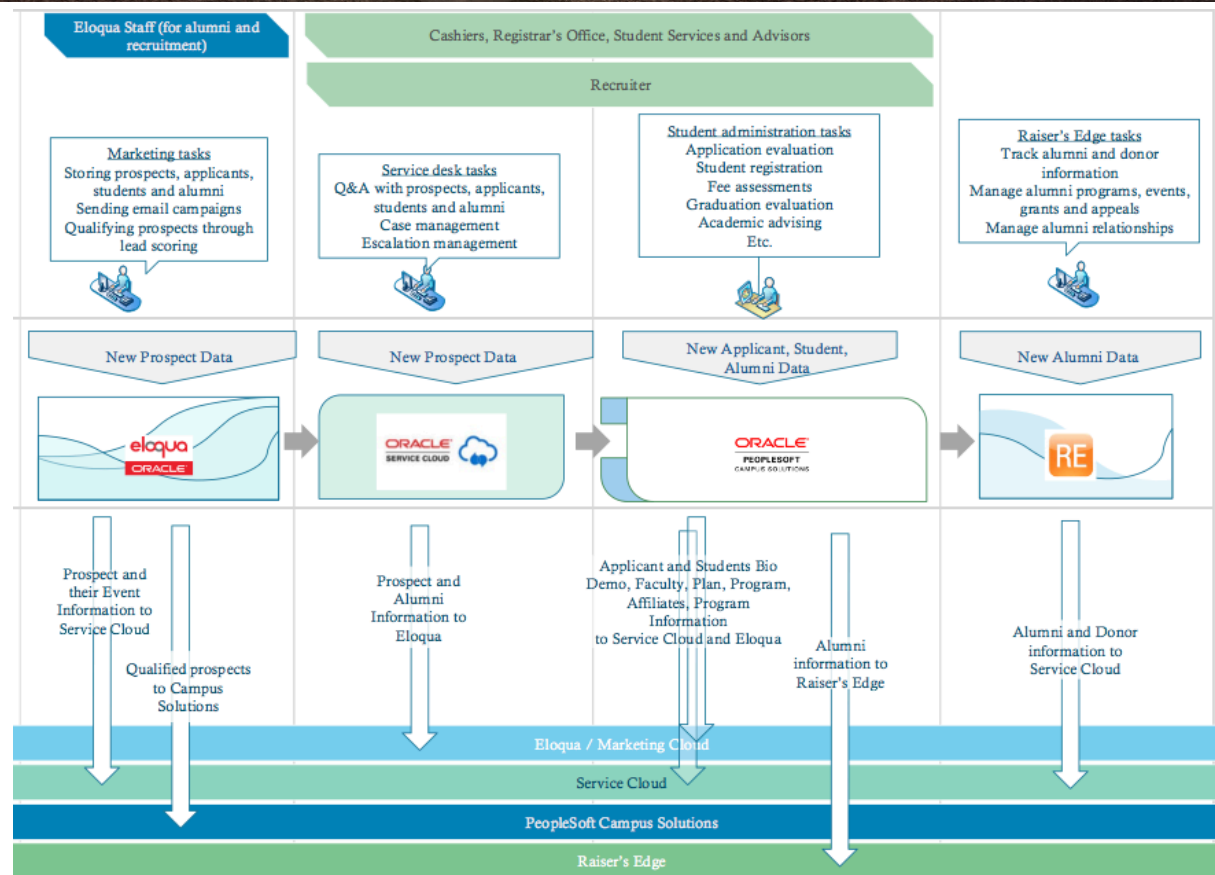 Eloqua Staff (for alumni and
recruitment)
Cashiers, Registrar's Office, Student Services and Advisors
Recruiter
Marketing tasks
Storing prospects, applicants,
students and alumni
Sending email campaigns
Qualifying prospects through
lead scoring
Service desk tasks
Q&A with prospects, applicants,
students and alumni
Case management
Escalation management
Student administration tasks
Application evaluation
Student registration
Fee assessments
Graduation evaluation
Academic advising
Etc.
Raiser's Edge tasks
Track alumni and donor
information
Manage alumni programs, events,
grants and appeals
Manage alumni relationships
New Prospect Data
New Prospect Data
New Applicant, Student,
Alumni Data
New Alumni Data
eloqua
ORACLE
ORACLE
SERVICE CLOUD
ORACLE
PEOPLESOFT
CAMPUS SOLUTIONS
RE
Prospect and
their Event
Information to
Service Cloud
Qualified prospects
to Campus
Solutions
Prospect and
Alumni
Information to
Eloqua
Applicant and Students Bio
Demo, Faculty, Plan, Program,
Affiliates, Program
Information
to Service Cloud and Eloqua
Alumni
information to
Raiser's Edge
Alumni and Donor
information to
Service Cloud
Eloqua / Marketing Cloud
Service Cloud
PeopleSoft Campus Solutions
Raiser's Edge